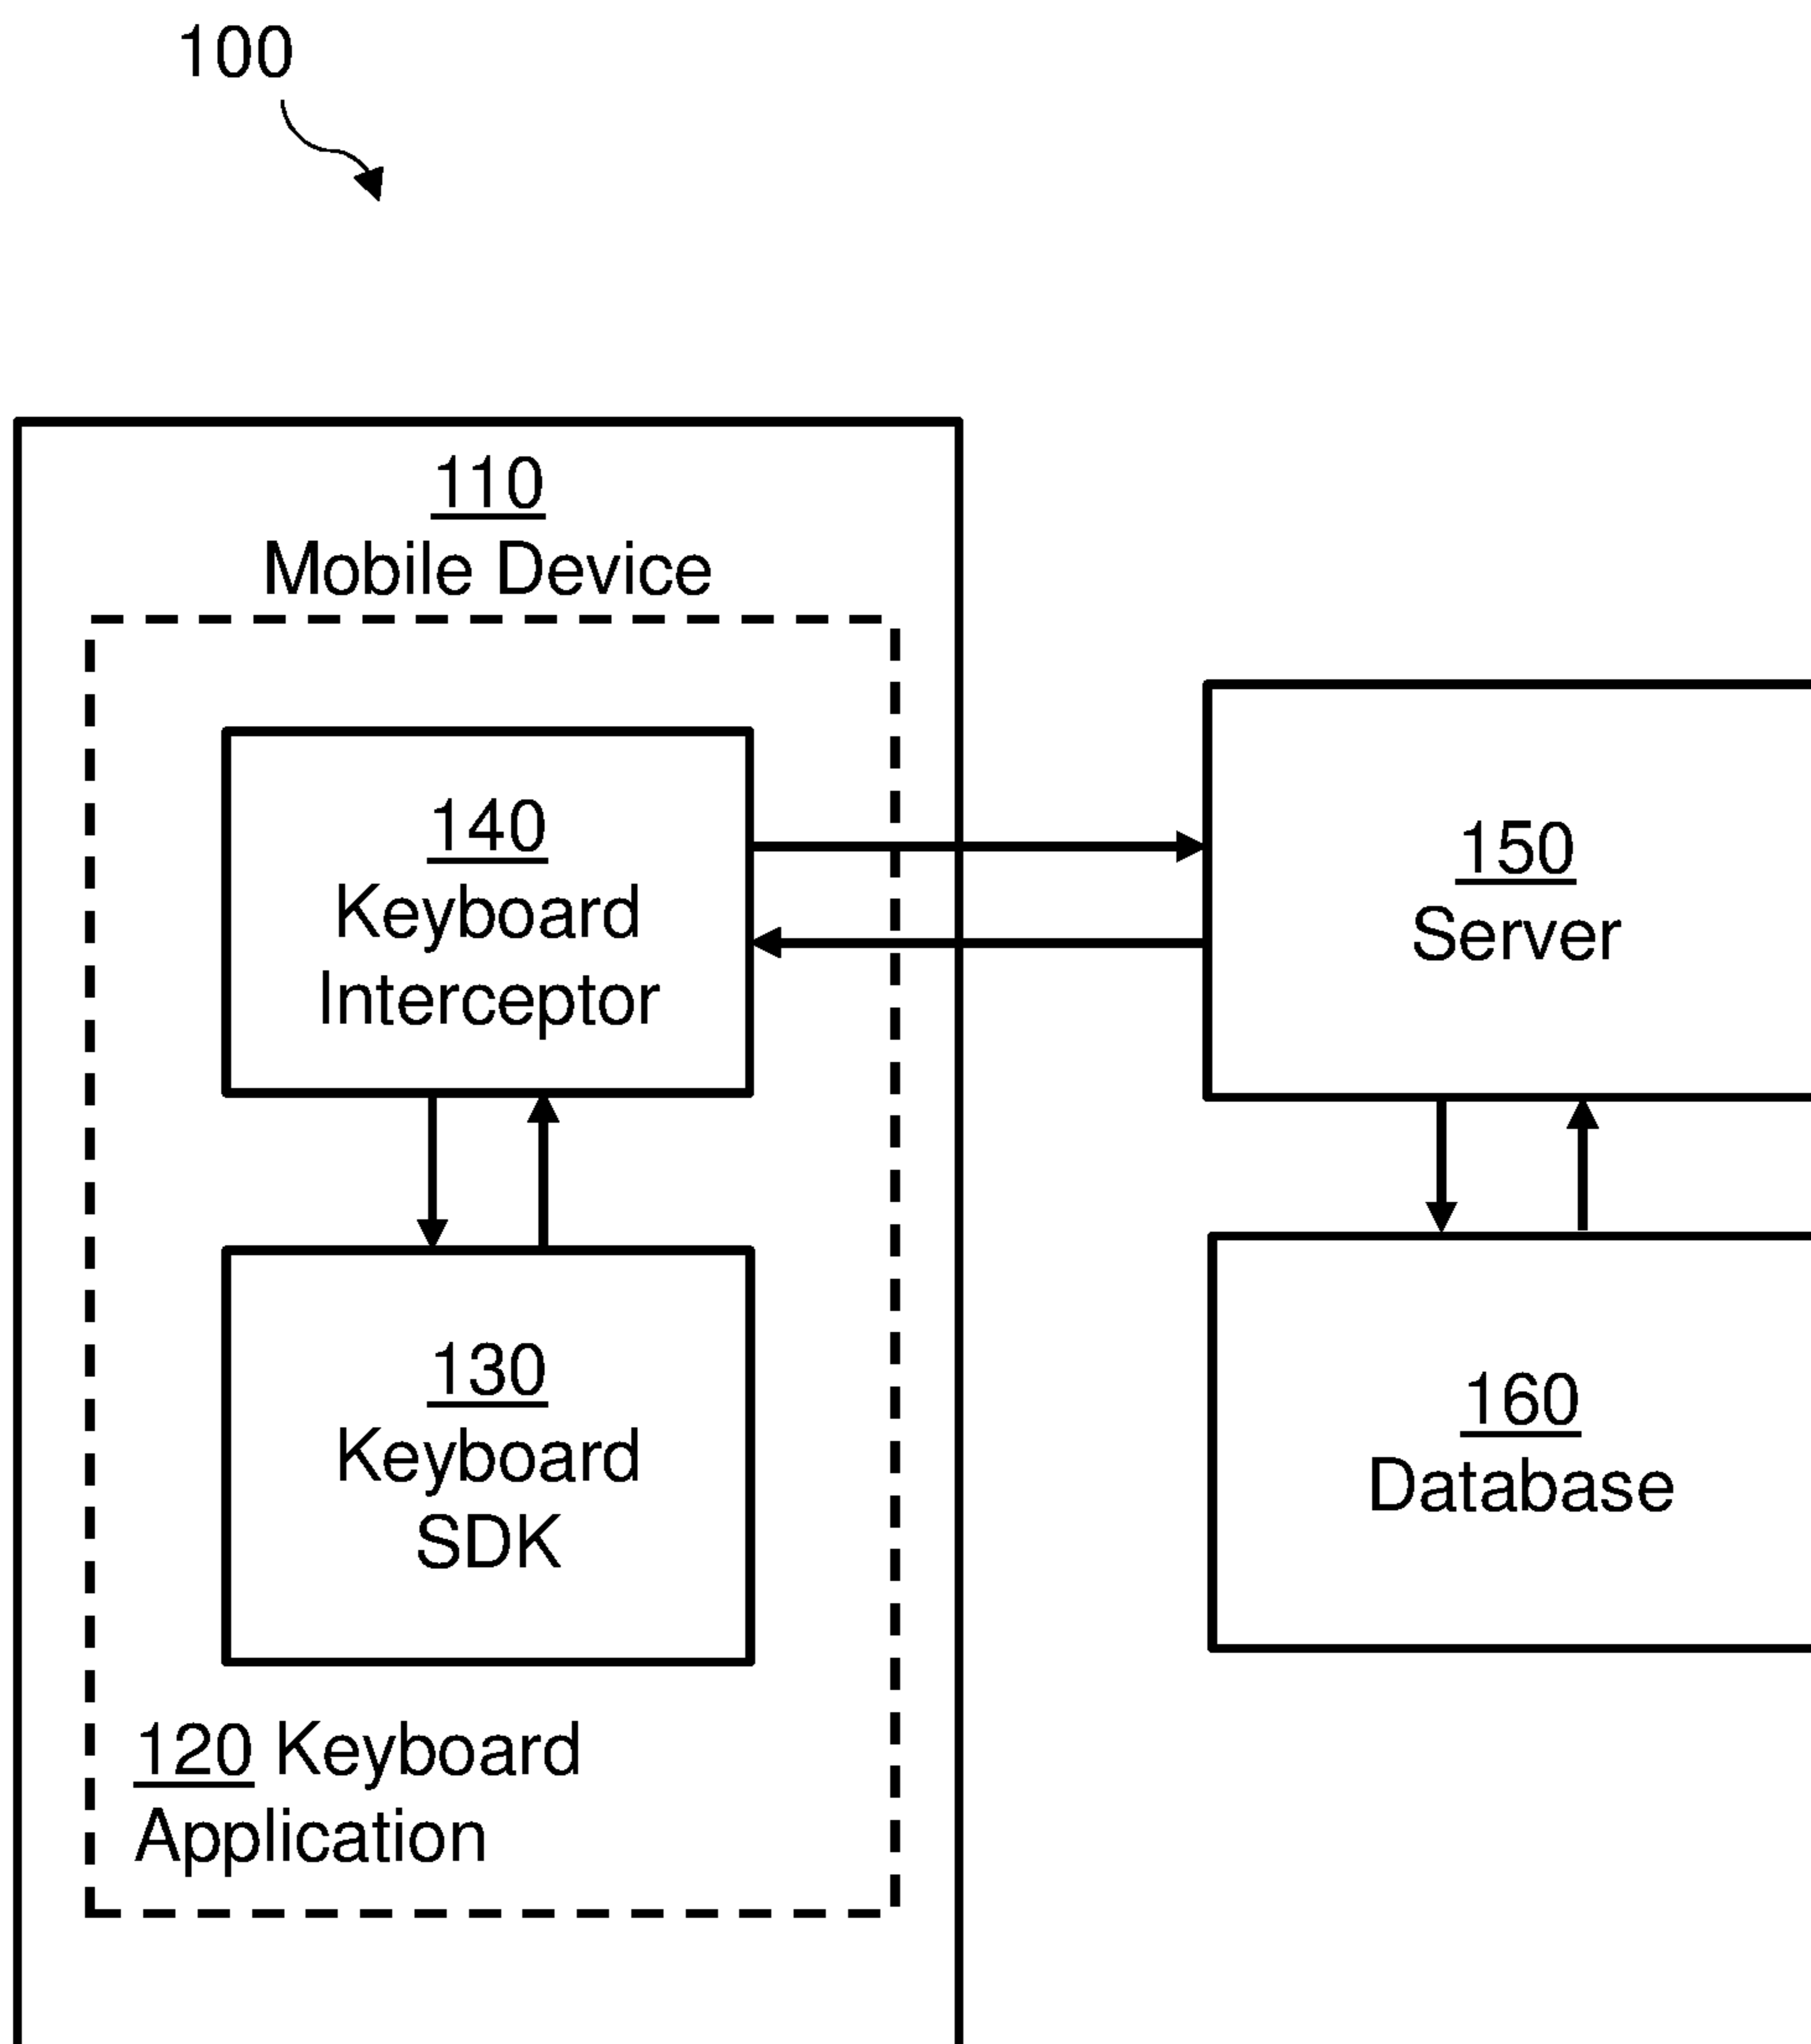 100
110
Mobile Device
140
Keyboard
Interceptor
150
Server
130
Keyboard
SDK
160
Database
120 Keyboard
Application